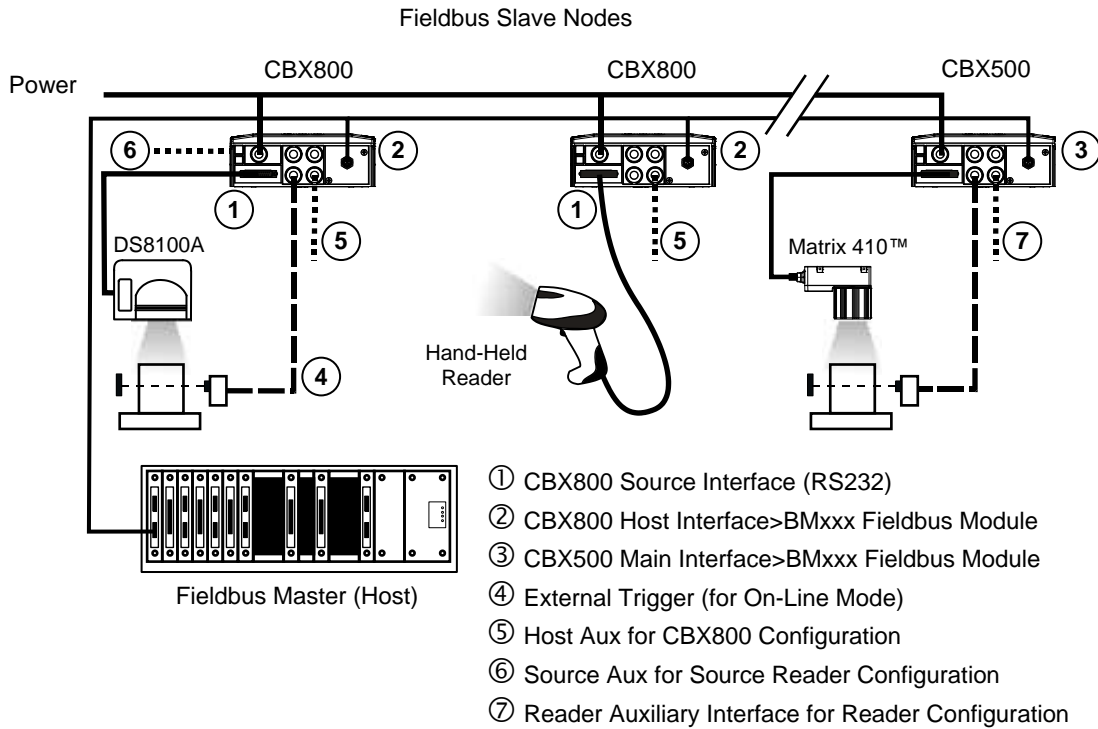 Fieldbus Slave Nodes
Power
CBX800
CBX800
CBX500
6
2
2
3
1
5
1
5
7
DS8100A
Matrix 410™
Hand-Held
Reader
4
Fieldbus Master (Host)
① CBX800 Source Interface (RS232)
② CBX800 Host Interface>BMxxx Fieldbus Module
③ CBX500 Main Interface>BMxxx Fieldbus Module
④ External Trigger (for On-Line Mode)
⑤ Host Aux for CBX800 Configuration
⑥ Source Aux for Source Reader Configuration
⑦ Reader Auxiliary Interface for Reader Configuration